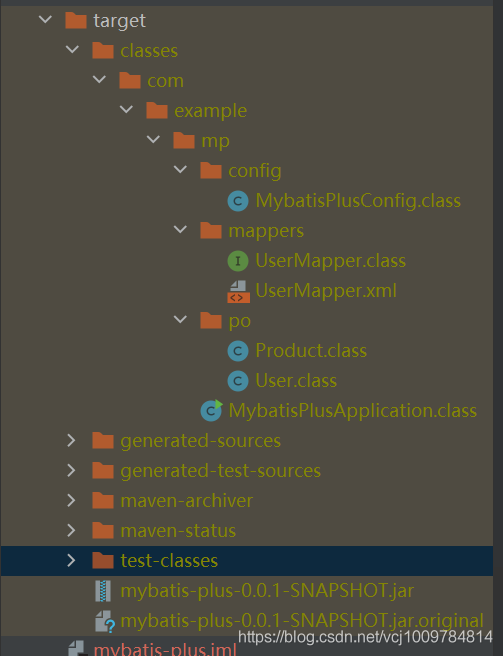 target
classes
com
example
mp
config
MybatisPlusConfig.class
mappers
UserMapper.class
UserMapper.xml
po
Product.class
User.class
MybatisPlusApplication.class
generated-sources
generated-test-sources
maven-archiver
maven-status
test-classes
mybatis-plus-0.0.1-SNAPSHOT.jar
mybatis-plus-0.0.1-SNAPSHOT.jar.original
https://blog.csdn.net/vcj1009784814
mybatis-plus.iml